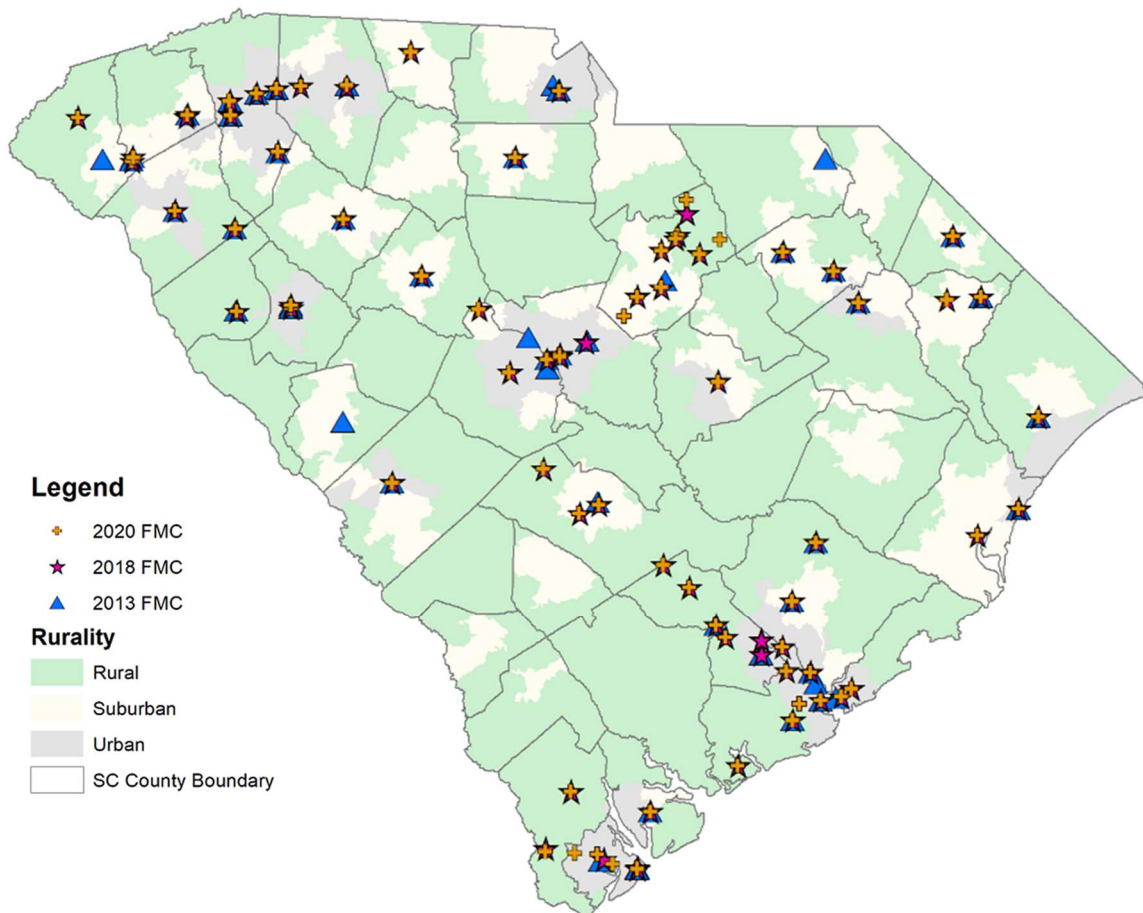 Legend
2020 FMC
2018 FMC
2013 FMC
Rurality
Rural
Suburban
Urban
SC County Boundary